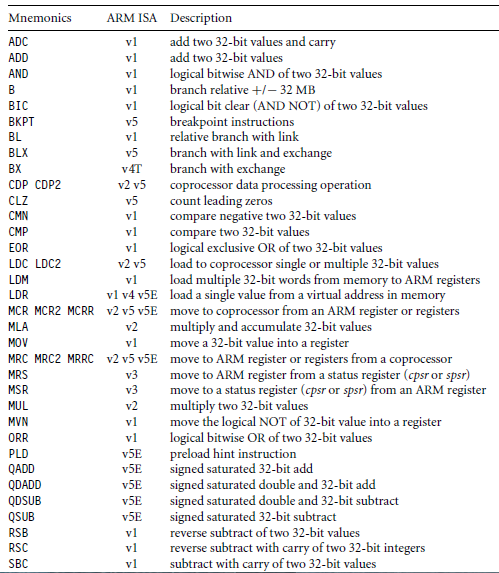 Mnemonics ARM ISA Description
ADC v1 add two 32-bit values and carry
ADD v1 add two 32-bit values
AND v1 logical bitwise AND of two 32-bit values
B v1 branch relative +/− 32 MB
BIC v1 logical bit clear (AND NOT) of two 32-bit values
BKPT v5 breakpoint instructions
BL v1 relative branch with link
BLX v5 branch with link and exchange
BX v4T branch with exchange
CDP CDP2 v2 v5 coprocessor data processing operation
CLZ v5 count leading zeros
CMN v1 compare negative two 32-bit values
CMP v1 compare two 32-bit values
EOR v1 logical exclusive OR of two 32-bit values
LDC LDC2 v2 v5 load to coprocessor single or multiple 32-bit values
LDM v1 load multiple 32-bit words from memory to ARM registers
LDR v1 v4 v5E load a single value from a virtual address in memory
MCR MCR2 MCRR v2 v5 v5E move to coprocessor from an ARM register or registers
MLA v2 multiply and accumulate 32-bit values
MOV v1 move a 32-bit value into a register
MRC MRC2 MRRC v2 v5 v5E move to ARM register or registers from a coprocessor
MRS v3 move to ARM register from a status register (cpsr or spsr)
MSR v3 move to a status register (cpsr or spsr) from an ARM register
MUL v2 multiply two 32-bit values
MVN v1 move the logical NOT of 32-bit value into a register
ORR v1 logical bitwise OR of two 32-bit values
PLD v5E preload hint instruction
QADD v5E signed saturated 32-bit add
QDADD v5E signed saturated double and 32-bit add
QDSUB v5E signed saturated double and 32-bit subtract
QSUB v5E signed saturated 32-bit subtract
RSB v1 reverse subtract of two 32-bit values
RSC v1 reverse subtract with carry of two 32-bit integers
SBC v1 subtract with carry of two 32-bit values